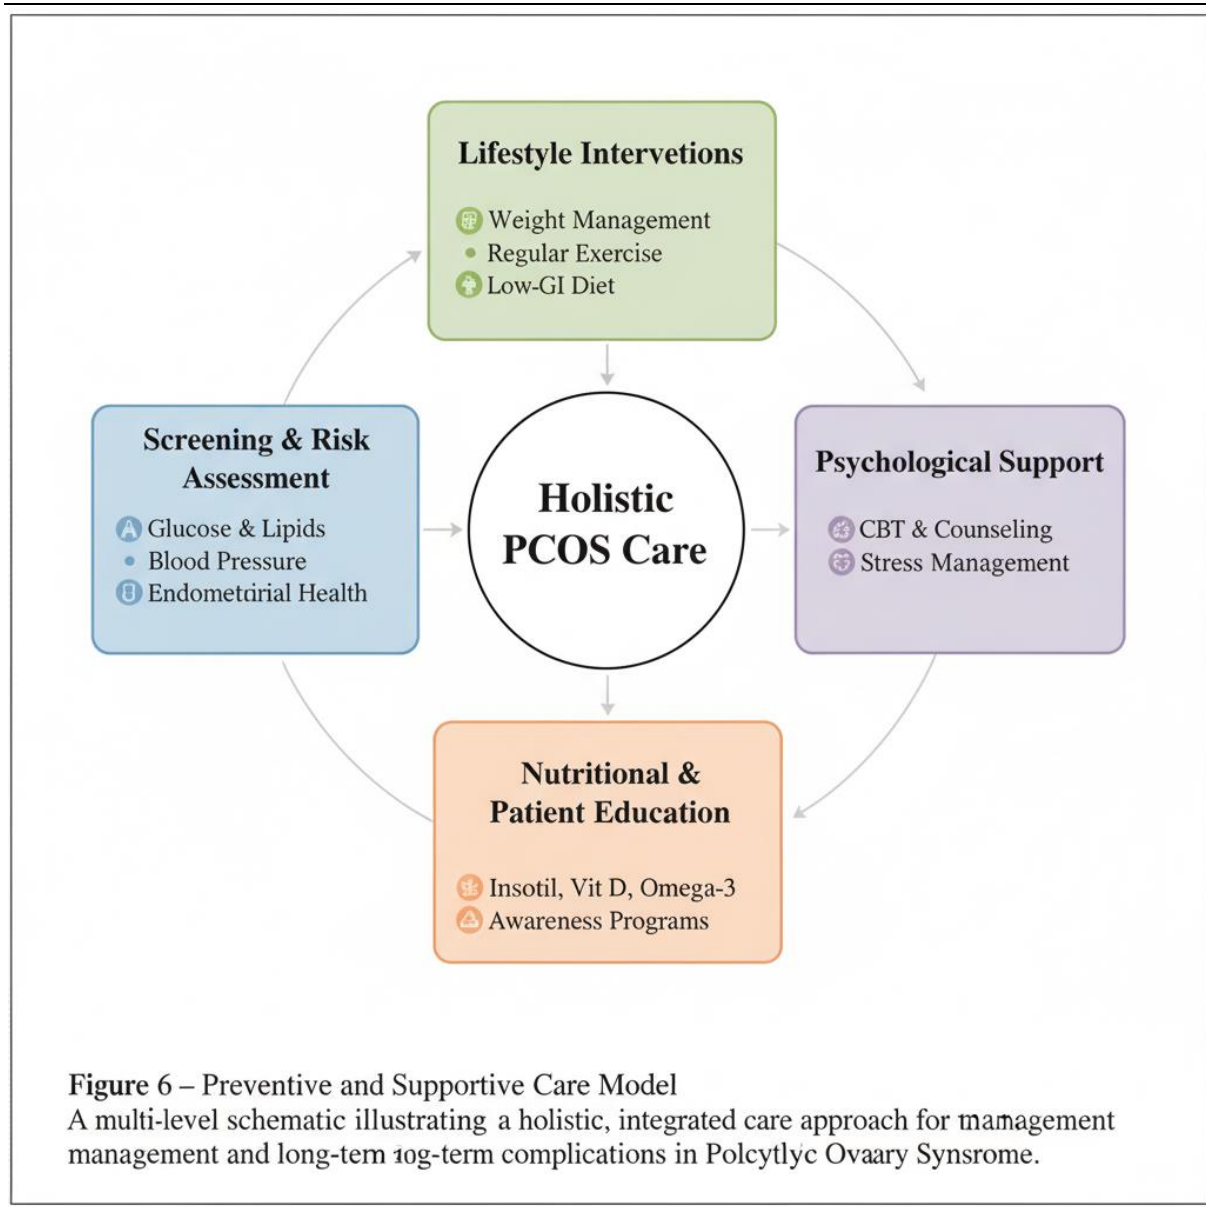 Lifestyle Intervetions
Weight Management
Regular Exercise
Low-GI Diet
Screening & Risk
Assessment
Glucose & Lipids
Blood Pressure
Endometdrial Health
Holistic
PCOS Care
Psychological Support
CBT & Counseling
Stress Management
Nutritional &
Patient Education
Insotil, Vit D, Omega-3
Awareness Programs
Figure 6 – Preventive and Supportive Care Model
A multi-level schematic illustrating a holistic, integrated care approach for mamagement
management and long-tem ıog-term complications in Polcytlyc Ovaary Synsrome.